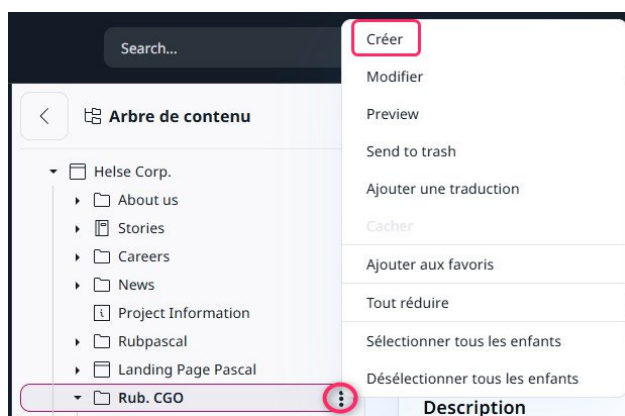 Search...
Arbre de contenu
Helse Corp.
About us
Stories
Careers
News
Project Information
Rubpascal
Landing Page Pascal
Rub. CGO
Créer
Modifier
Preview
Send to trash
Ajouter une traduction
Cacher
Ajouter aux favoris
Tout réduire
Sélectionner tous les enfants
Désélectionner tous les enfants
Description